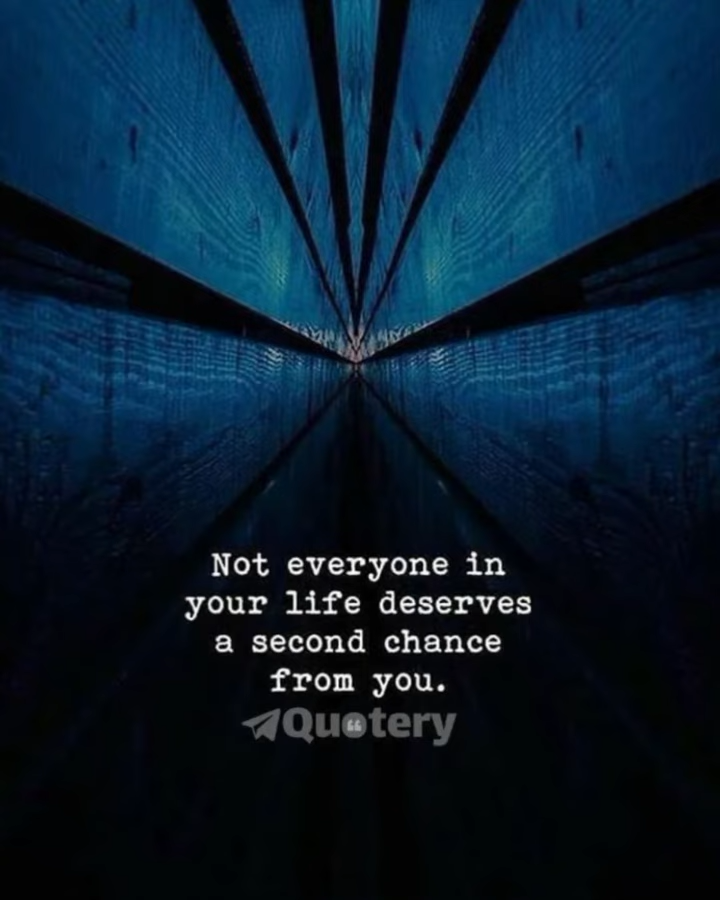 Not everyone in
your life deserves
a second chance
from you.
Quotery